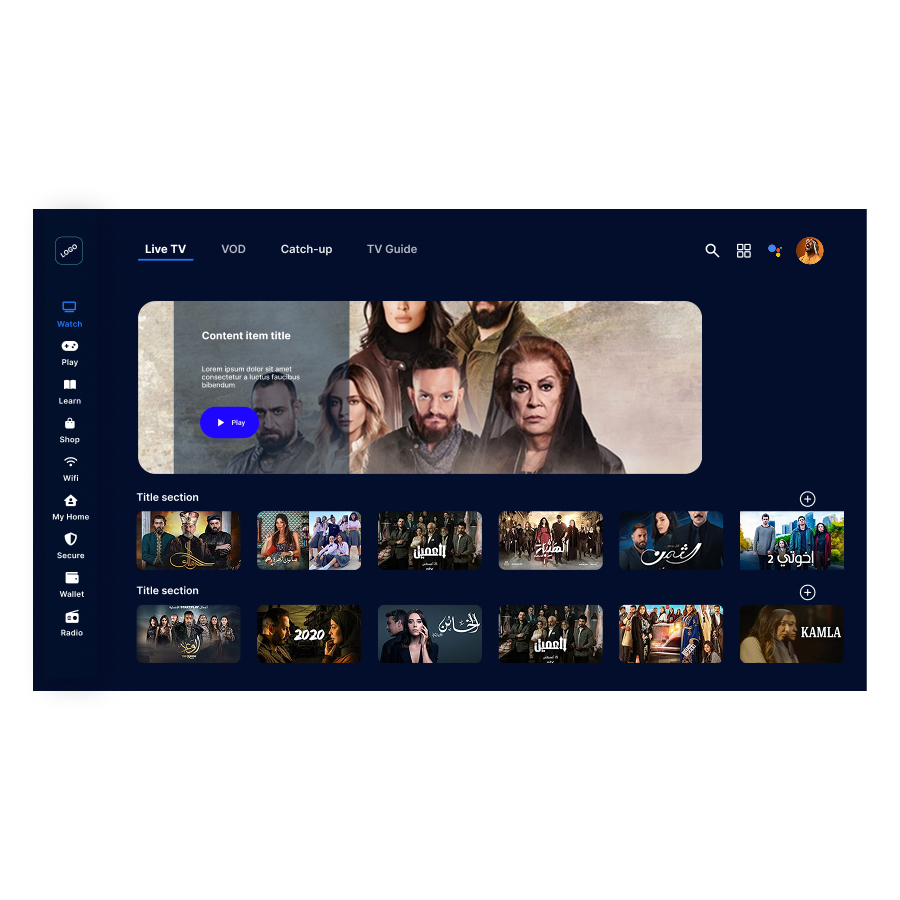 LOGO
Live TV
VOD
Catch-up
TV Guide
Watch
Play
Learn
Shop
Wifi
My Home
Secure
Wallet
Radio
Content item title
Lorem ipsum dolor sit amet
consectetur a luctus faucibus
bibendum
Play
Title section
العميل
الهيبة
الثمن
إخوتي 2
Title section
2020
الخائن
العميل
KAMLA